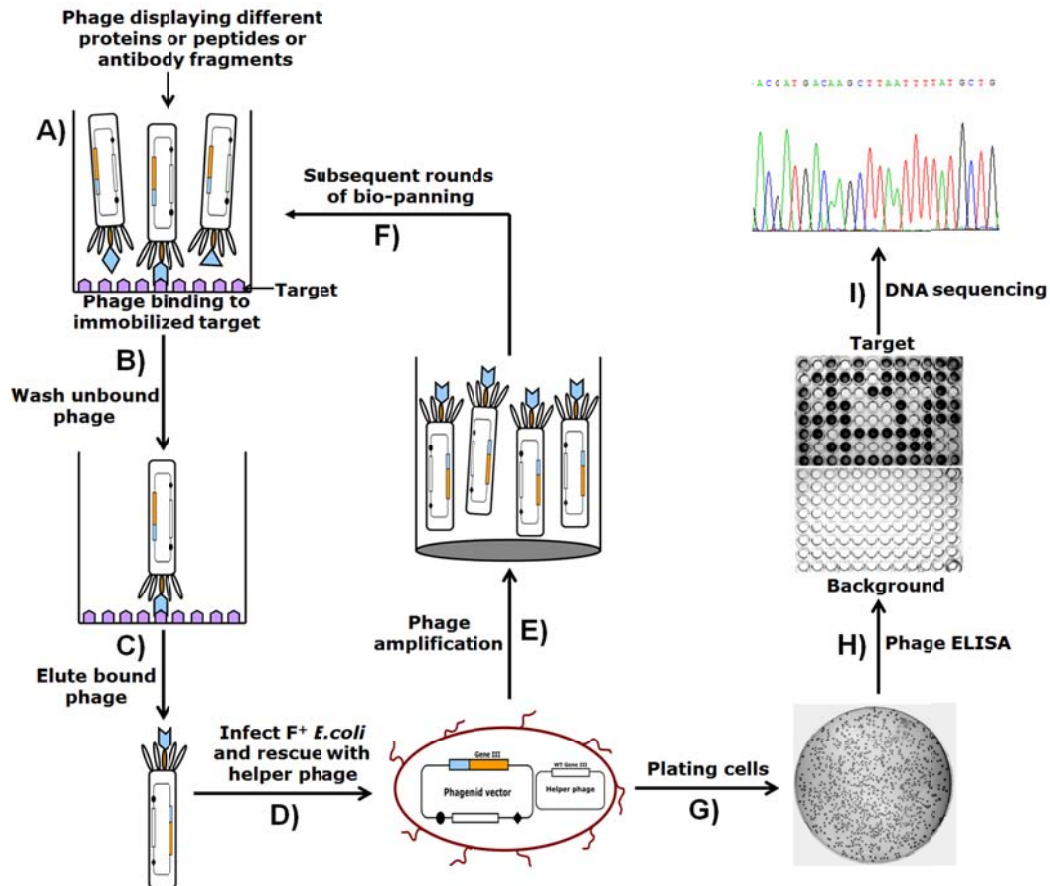 Phage displaying different
proteins or peptides or
antibody fragments
A)
Target
Phage binding to
immobilized target
B)
Wash unbound
phage
C)
Elute bound
phage
Infect F+ E.coli
and rescue with
helper phage
D)
Gene III
Phagenid vector
WT Gene III
Helper phage
Phage
amplification
E)
Subsequent rounds
of bio-panning
F)
Plating cells
G)
H)
Phage ELISA
Background
Target
I)
DNA sequencing